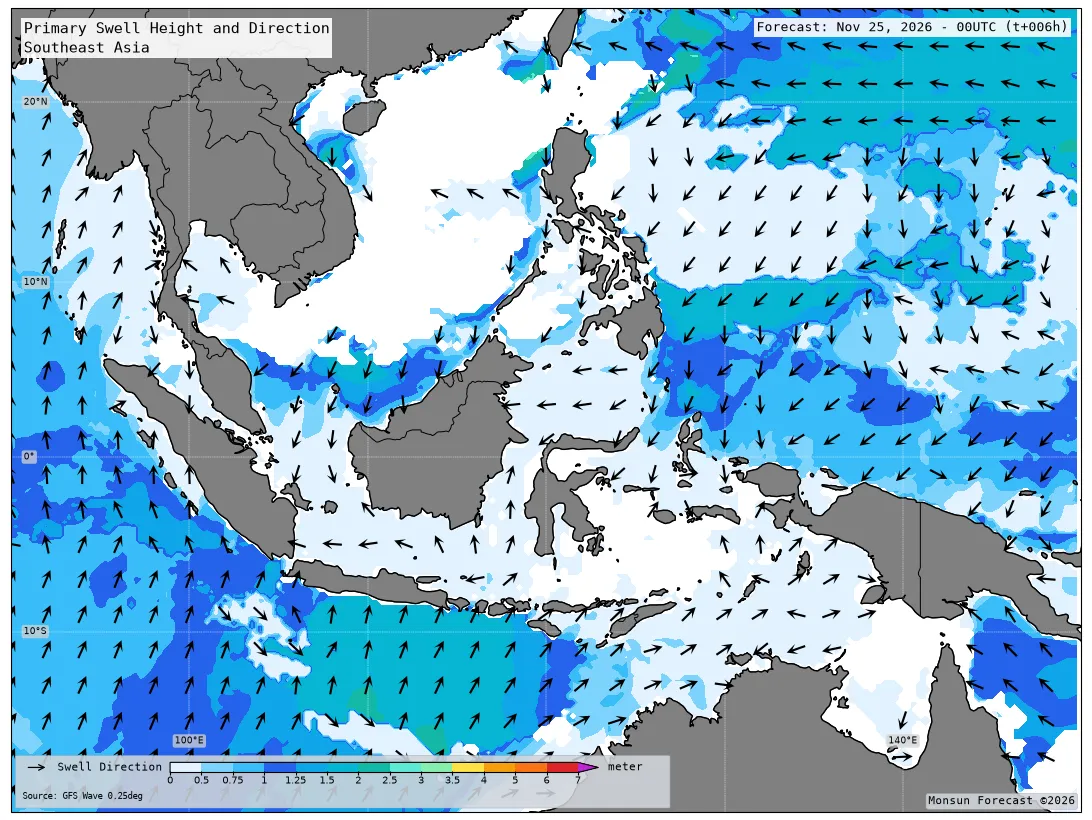 Primary Swell Height and Direction
Southeast Asia
Forecast: Nov 25, 2026 - 00UTC (t+006h)
20°N
10°N
0°
10°S
100°E
140°E
Swell Direction
0 0.5 0.75 1 1.25 1.5 2 2.5 3 3.5 4 5 6 7
meter
Source: GFS Wave 0.25deg
Monsun Forecast ©2026